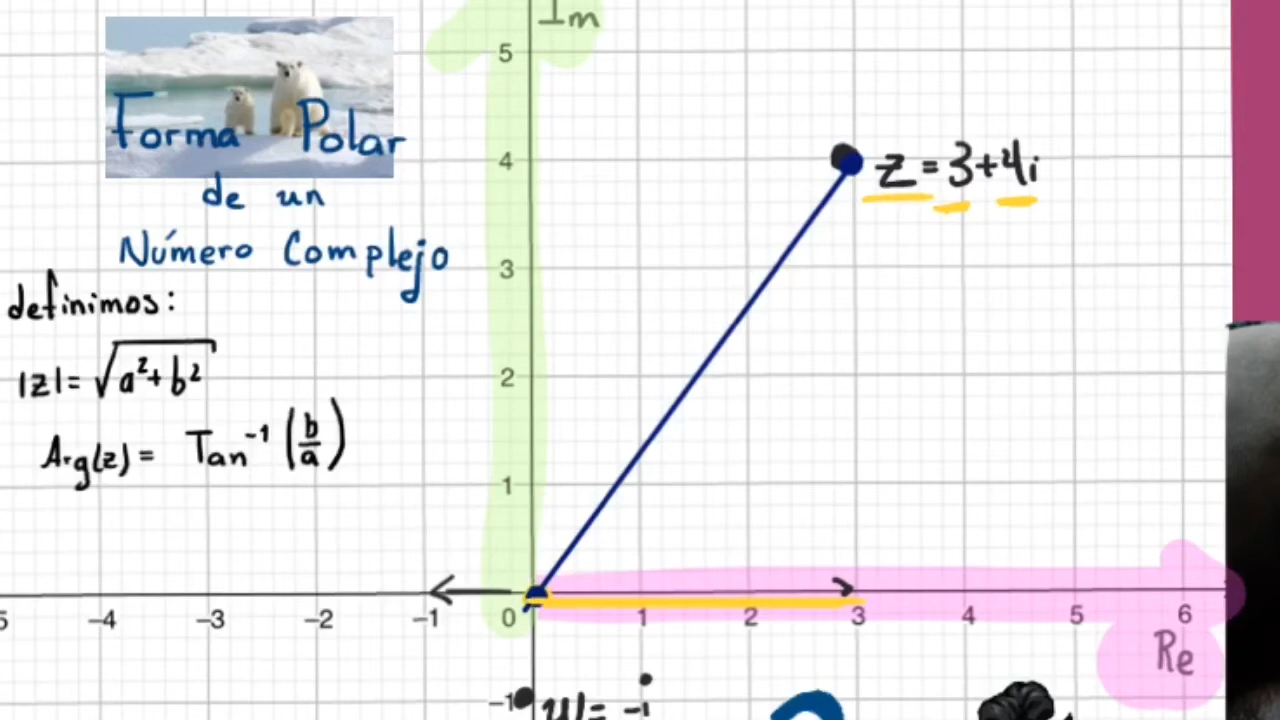 Forma Polar
de un
Número Complejo
definimos:
|z| = √a²+b²
Arg(z) = Tan⁻¹ (b/a)
Im
5
4
3
2
1
0
-1
z = 3+4i
5 -4 -3 -2 -1 1 2 3 4 5 6
Re
w = -i